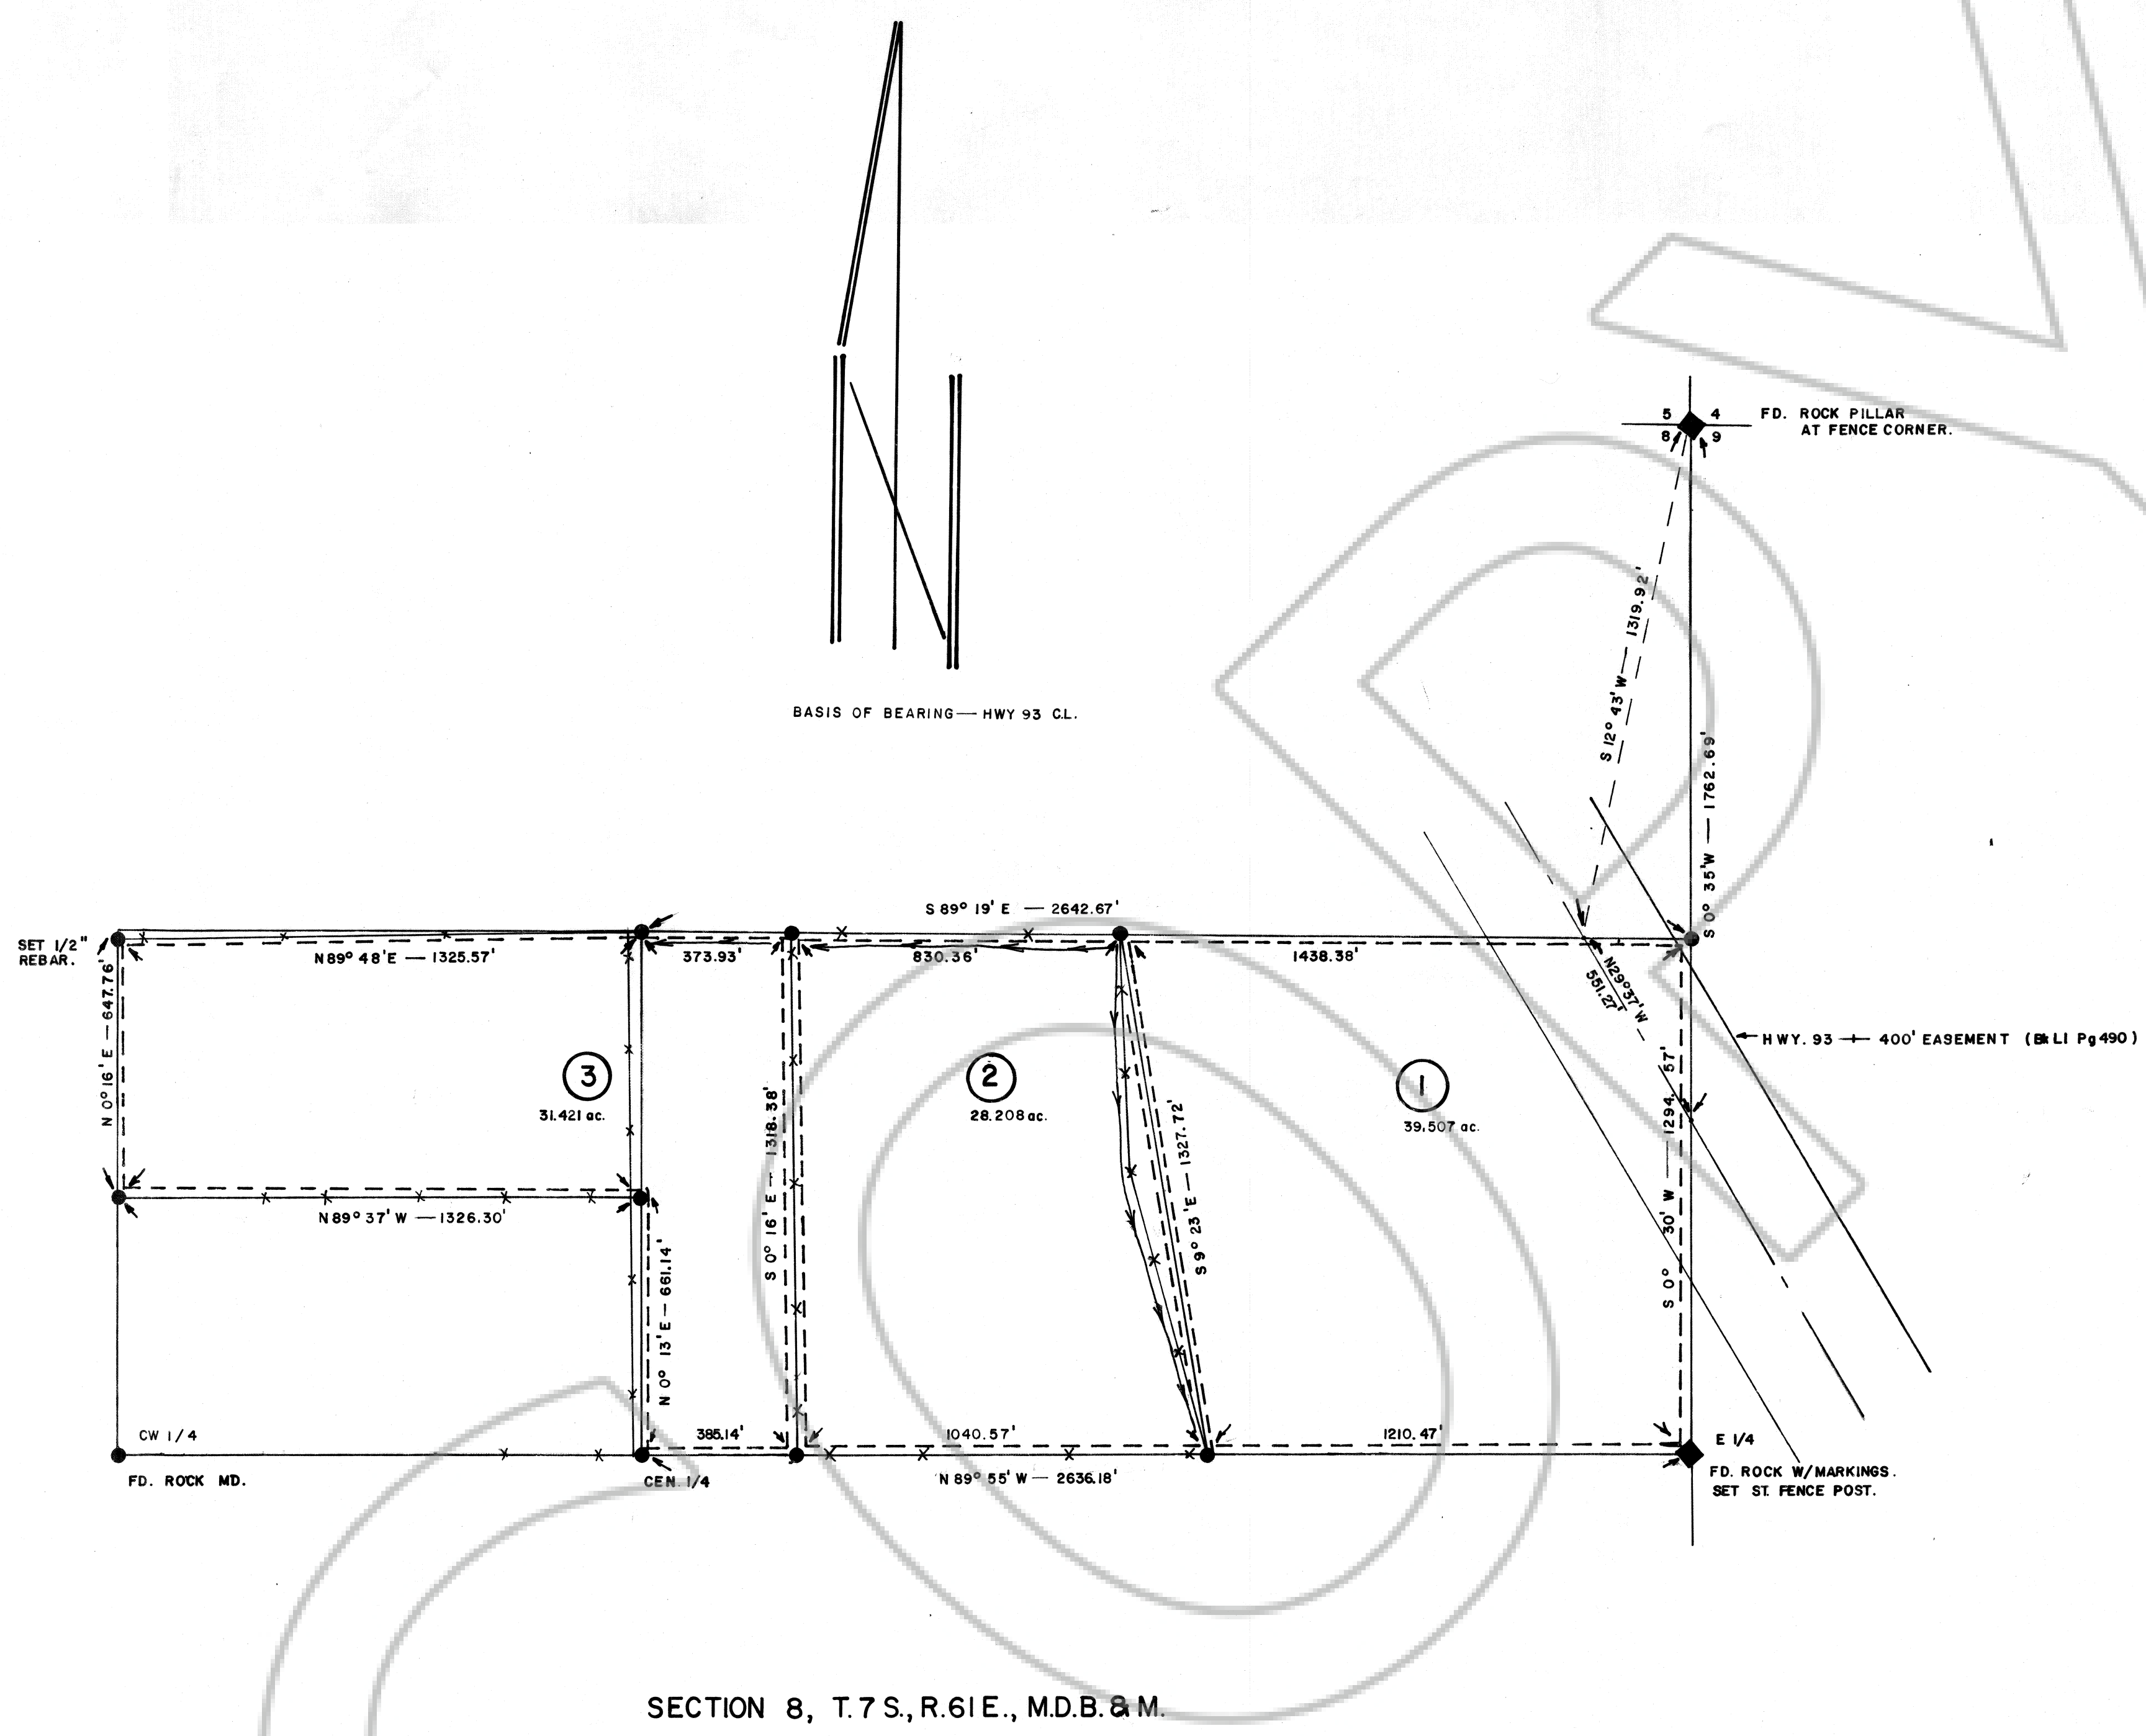 BASIS OF BEARING — HWY 93 C.L.
5 4
8 9
FD. ROCK PILLAR
AT FENCE CORNER.
S 12° 43' W — 1319.92'
S 0° 35' W — 1762.69'
S 89° 19' E — 2642.67'
SET 1/2"
REBAR.
N 89° 48' E — 1325.57'
373.93'
830.36'
1438.38'
N 29° 37' W
551.27'
HWY. 93 — 400' EASEMENT (Bk L1 Pg 490)
N 0° 16' E — 647.76'
3
31.421 ac.
2
28.208 ac.
1
39.507 ac.
S 0° 16' E — 1318.38'
S 9° 23' E — 1327.72'
S 0° 30' W — 1294.57'
N 89° 37' W — 1326.30'
N 0° 13' E — 661.14'
CW 1/4
385.14'
1040.57'
1210.47'
E 1/4
FD. ROCK MD.
CEN. 1/4
N 89° 55' W — 2636.18'
FD. ROCK W/MARKINGS.
SET ST. FENCE POST.
SECTION 8, T. 7 S., R. 61 E., M.D.B. & M.